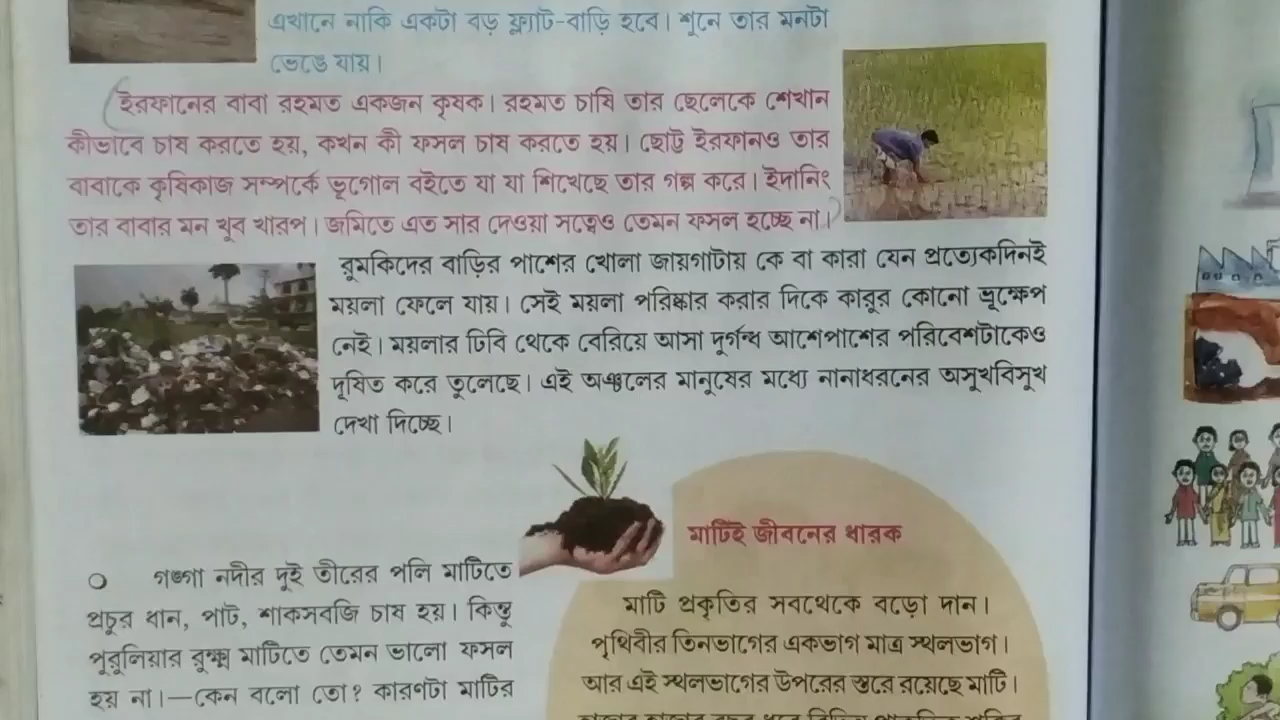 এখানে নাকি একটা বড় ফ্ল্যাট-বাড়ি হবে। শুনে তার মনটা
ভেঙে যায়।
ইরফানের বাবা রহমত একজন কৃষক। রহমত চাষি তার ছেলেকে শেখান
কীভাবে চাষ করতে হয়, কখন কী ফসল চাষ করতে হয়। ছোট্ট ইরফানও তার
বাবাকে কৃষিকাজ সম্পর্কে ভূগোল বইতে যা যা শিখেছে তার গল্প করে। ইদানিং
তার বাবার মন খুব খারাপ। জমিতে এত সার দেওয়া সত্ত্বেও তেমন ফসল হচ্ছে না।
রুমকিদের বাড়ির পাশের খোলা জায়গাটায় কে বা কারা যেন প্রত্যেকদিনই
ময়লা ফেলে যায়। সেই ময়লা পরিষ্কার করার দিকে কারুর কোনো ভ্রূক্ষেপ
নেই। ময়লার ঢিবি থেকে বেরিয়ে আসা দুর্গন্ধ আশেপাশের পরিবেশটাকেও
দূষিত করে তুলেছে। এই অঞ্চলের মানুষের মধ্যে নানাধরনের অসুখবিসুখ
দেখা দিচ্ছে।
মাটিই জীবনের ধারক
○ গঙ্গা নদীর দুই তীরের পলি মাটিতে
প্রচুর ধান, পাট, শাকসবজি চাষ হয়। কিন্তু
পুরুলিয়ার রুক্ষ মাটিতে তেমন ভালো ফসল
হয় না।—কেন বলো তো? কারণটা মাটির
মাটি প্রকৃতির সবথেকে বড়ো দান।
পৃথিবীর তিনভাগের একভাগ মাত্র স্থলভাগ।
আর এই স্থলভাগের উপরের স্তরে রয়েছে মাটি।